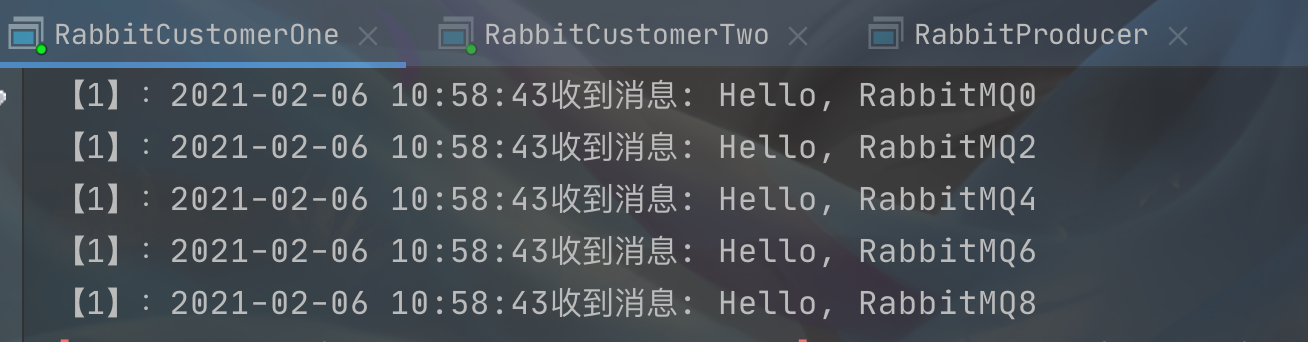 RabbitCustomerOne RabbitCustomerTwo RabbitProducer
【1】：2021-02-06 10:58:43收到消息: Hello, RabbitMQ0
【1】：2021-02-06 10:58:43收到消息: Hello, RabbitMQ2
【1】：2021-02-06 10:58:43收到消息: Hello, RabbitMQ4
【1】：2021-02-06 10:58:43收到消息: Hello, RabbitMQ6
【1】：2021-02-06 10:58:43收到消息: Hello, RabbitMQ8